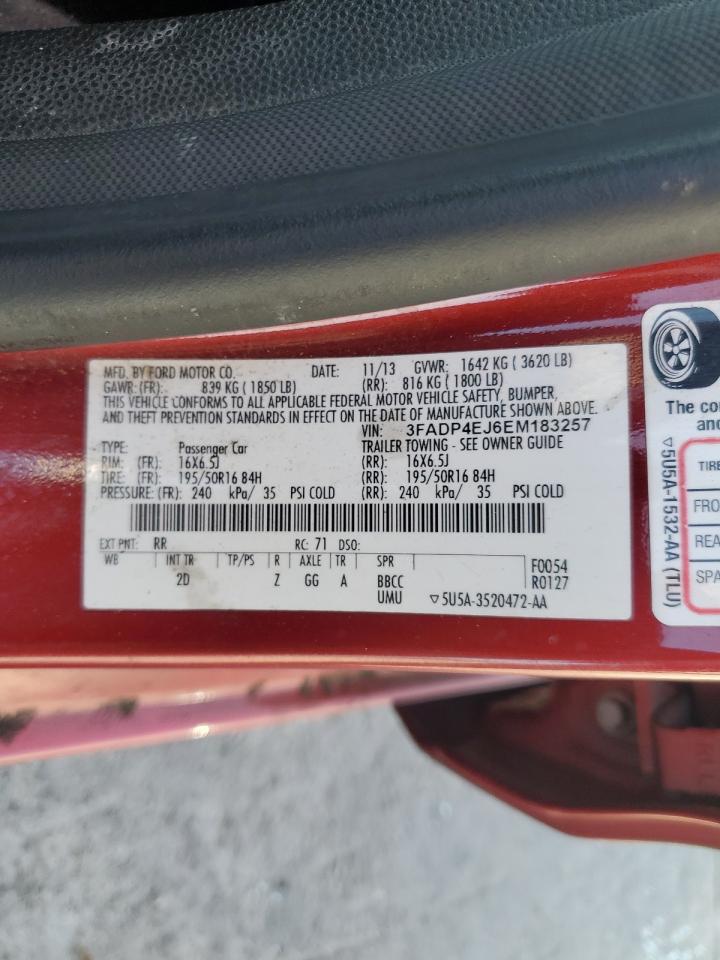 MFD. BY FORD MOTOR CO. DATE: 11/13 GVWR: 1642 KG ( 3620 LB)
GAWR: (FR) 839 KG ( 1850 LB) (RR) 816 KG ( 1800 LB)
THIS VEHICLE CONFORMS TO ALL APPLICABLE FEDERAL MOTOR VEHICLE SAFETY, BUMPER,
AND THEFT PREVENTION STANDARDS IN EFFECT ON THE DATE OF MANUFACTURE SHOWN ABOVE.
VIN: 3FADP4EJ6EM183257
TYPE: Passenger Car TRAILER TOWING - SEE OWNER GUIDE
RIM: (FR) 16X6.5J (RR): 16X6.5J
TIRE: (FR) 195/50R16 84H (RR): 195/50R16 84H
PRESSURE: (FR) 240 kPa/ 35 PSI COLD (RR) 240 kPa/ 35 PSI COLD
EXT PNT: RR RC: 71 DSO:
WB INT TR TP/PS R AXLE TR SPR F0054
2D Z GG A BBCC R0127
UMU ▽5U5A-3520472-AA
▽5U5A-1532-AA (TLU)
The
TIRE
FRO
REA
SPA